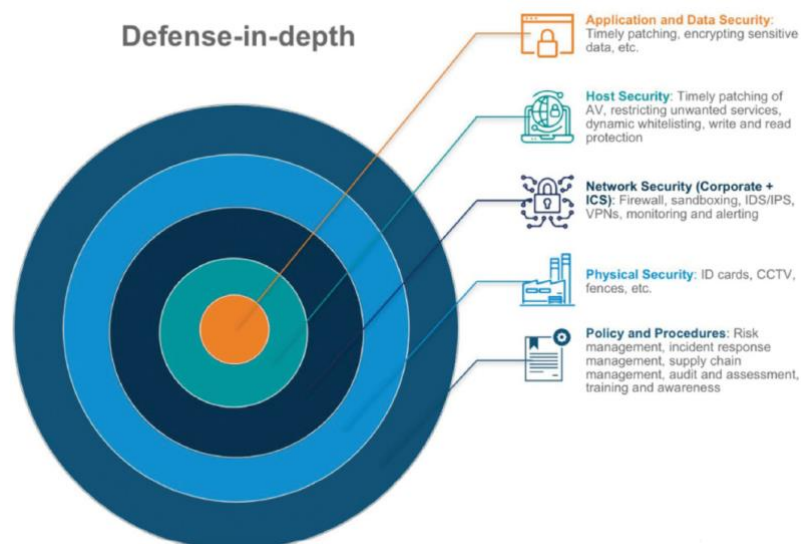 Defense-in-depth
Application and Data Security:
Timely patching, encrypting sensitive
data, etc.
Host Security: Timely patching of
AV, restricting unwanted services,
dynamic whitelisting, write and read
protection
Network Security (Corporate +
ICS): Firewall, sandboxing, IDS/IPS,
VPNs, monitoring and alerting
Physical Security: ID cards, CCTV,
fences, etc.
Policy and Procedures: Risk
management, incident response
management, supply chain
management, audit and assessment,
training and awareness